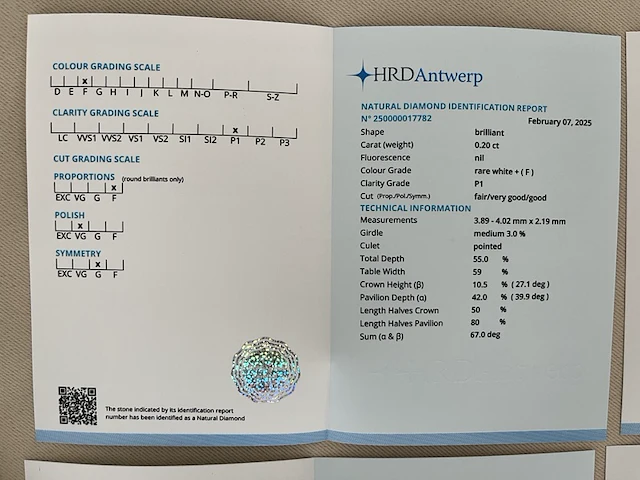 COLOUR GRADING SCALE
x
D E F G H I J K L M N-O P-R S-Z
CLARITY GRADING SCALE
x
LC VVS1 VVS2 VS1 VS2 SI1 SI2 P1 P2 P3
CUT GRADING SCALE
PROPORTIONS (round brilliants only)
x
EXC VG G F
POLISH
x
EXC VG G F
SYMMETRY
x
EXC VG G F
The stone indicated by its identification report
number has been identified as a Natural Diamond
HRDAntwerp
NATURAL DIAMOND IDENTIFICATION REPORT
N° 250000017782 February 07, 2025
Shape brilliant
Carat (weight) 0.20 ct
Fluorescence nil
Colour Grade rare white + ( F )
Clarity Grade P1
Cut (Prop./Pol./Symm.) fair/very good/good
TECHNICAL INFORMATION
Measurements 3.89 - 4.02 mm x 2.19 mm
Girdle medium 3.0 %
Culet pointed
Total Depth 55.0 %
Table Width 59 %
Crown Height (β) 10.5 % ( 27.1 deg )
Pavilion Depth (α) 42.0 % ( 39.9 deg )
Length Halves Crown 50 %
Length Halves Pavilion 80 %
Sum (α & β) 67.0 deg